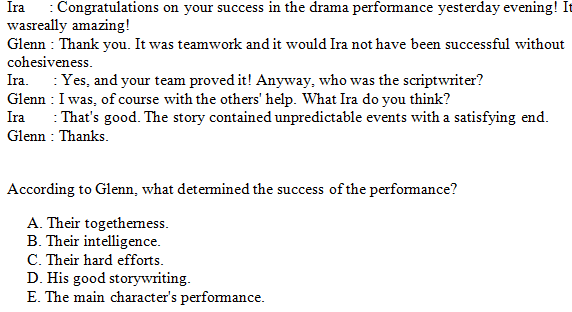 Ira : Congratulations on your success in the drama performance yesterday evening! It
wasreally amazing!
Glenn : Thank you. It was teamwork and it would Ira not have been successful without
cohesiveness.
Ira. : Yes, and your team proved it! Anyway, who was the scriptwriter?
Glenn : I was, of course with the others' help. What Ira do you think?
Ira : That's good. The story contained unpredictable events with a satisfying end.
Glenn : Thanks.
According to Glenn, what determined the success of the performance?
A. Their togetherness.
B. Their intelligence.
C. Their hard efforts.
D. His good storywriting.
E. The main character's performance.